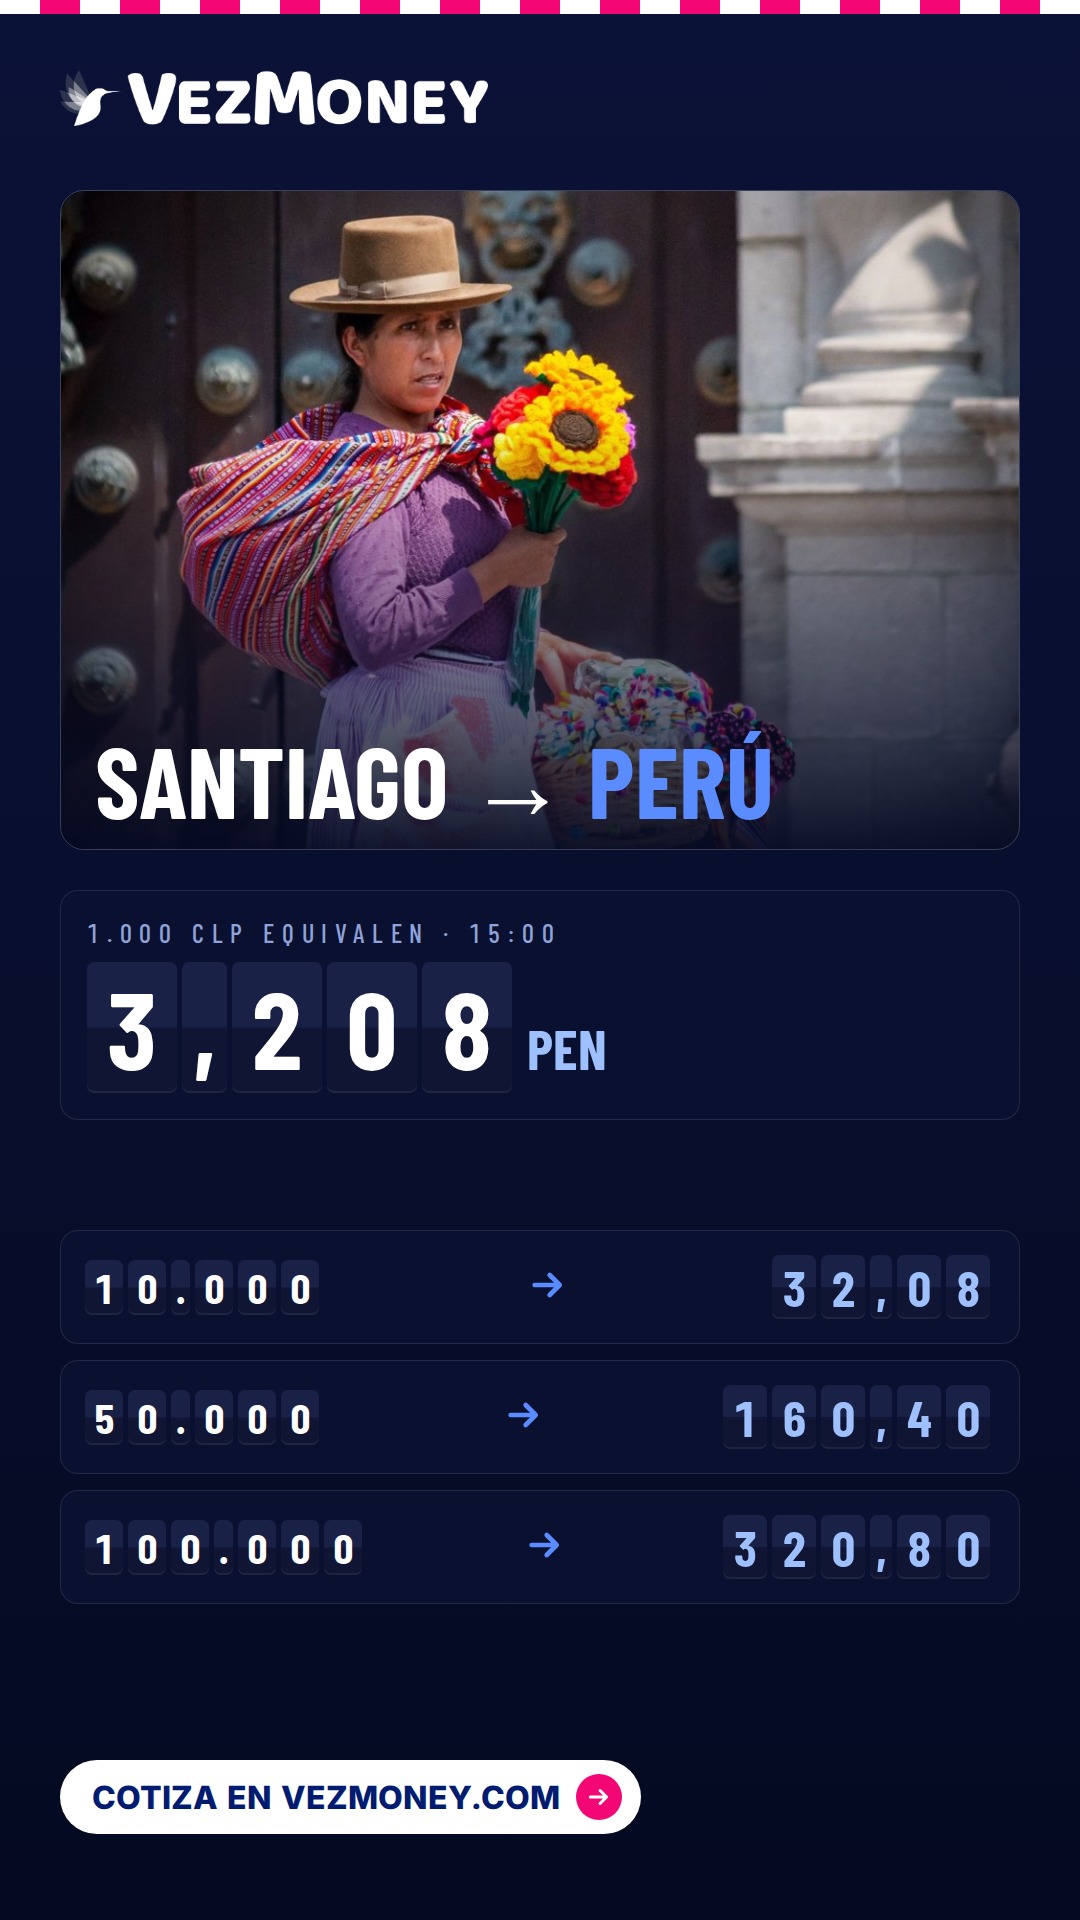 VEZMONEY
SANTIAGO → PERÚ
1.000 CLP EQUIVALEN · 15:00
3,208 PEN
10.000 → 32,08
50.000 → 160,40
100.000 → 320,80
COTIZA EN VEZMONEY.COM →